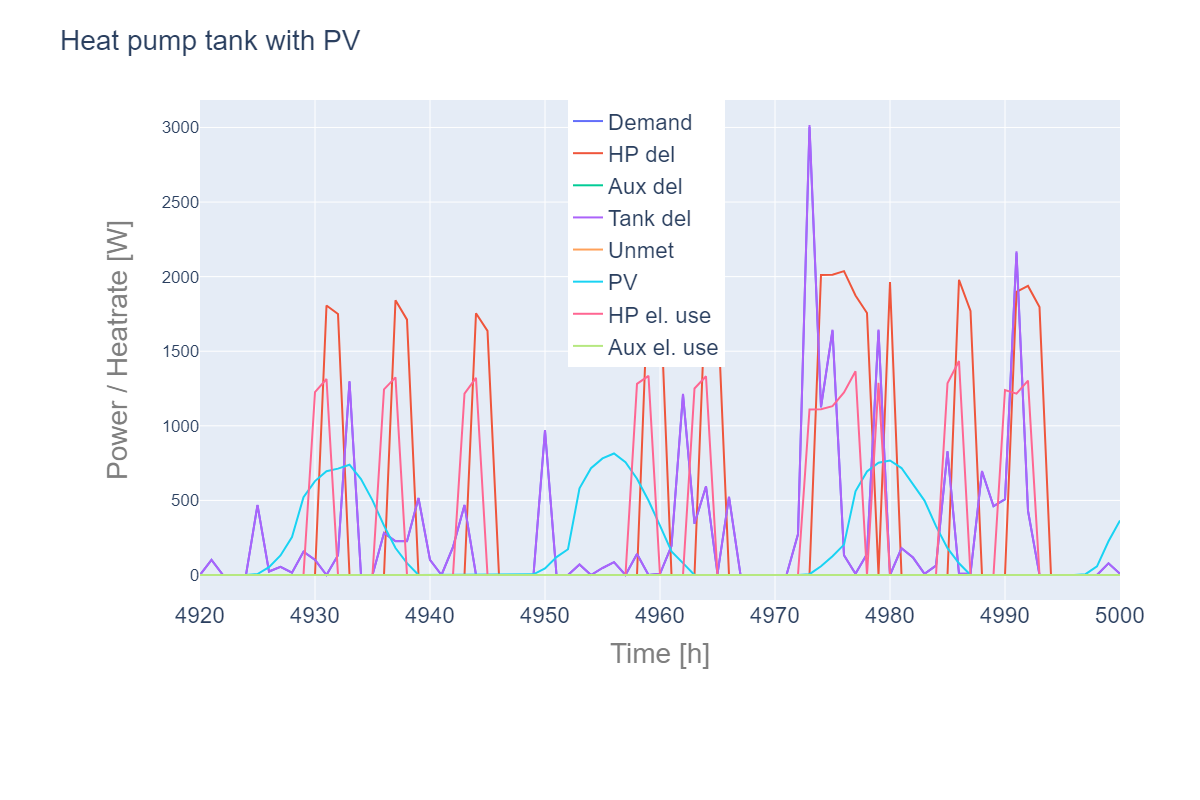 Heat pump tank with PV
Demand
HP del
Aux del
Tank del
Unmet
PV
HP el. use
Aux el. use
3000
2500
2000
1500
1000
500
0
Power / Heatrate [W]
4920 4930 4940 4950 4960 4970 4980 4990 5000
Time [h]